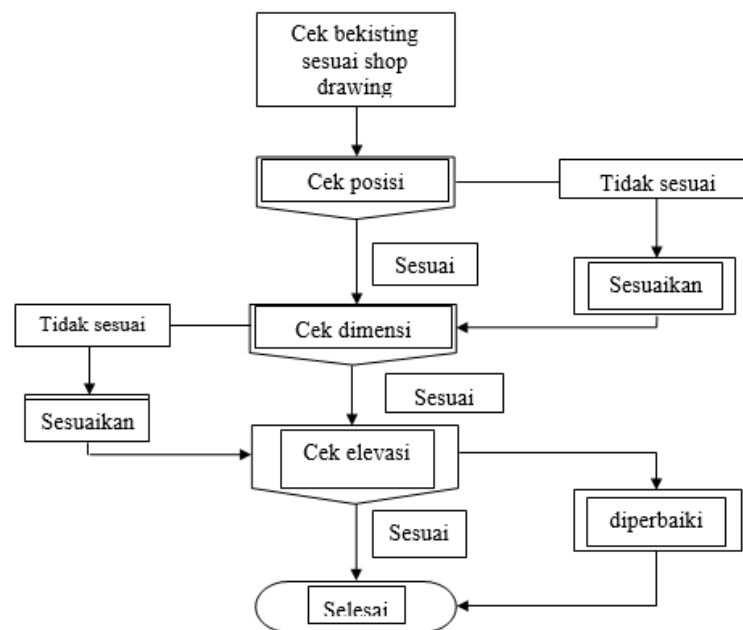 Cek bekisting
sesuai shop
drawing
Cek posisi
Tidak sesuai
Sesuai
Sesuaikan
Tidak sesuai
Cek dimensi
Sesuai
Sesuaikan
Cek elevasi
diperbaiki
Sesuai
Selesai